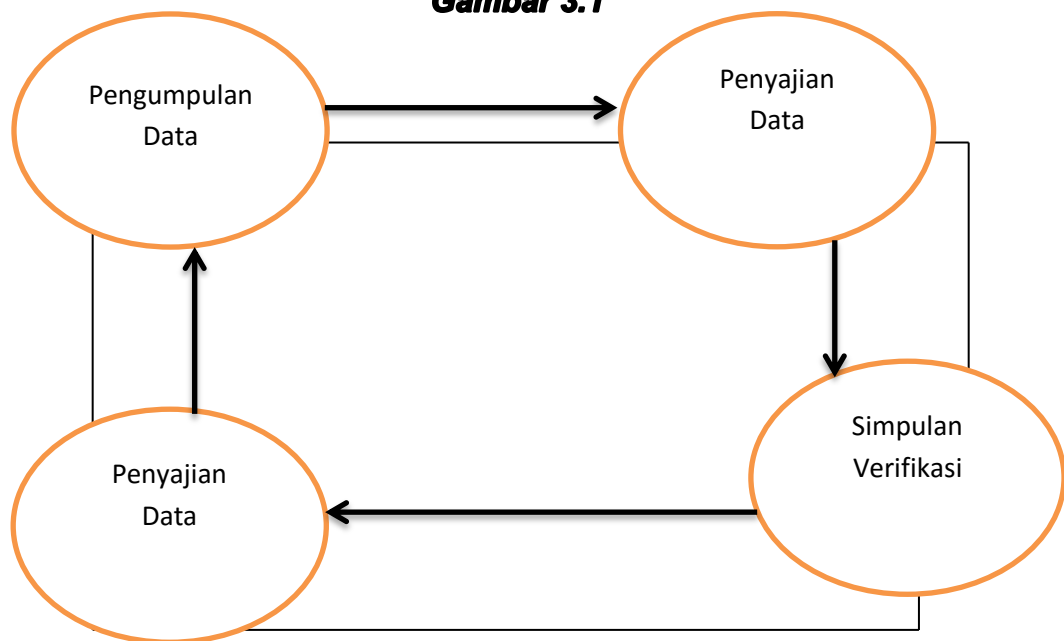 Gambar 3.1
Pengumpulan
Data
Penyajian
Data
Penyajian
Data
Simpulan
Verifikasi